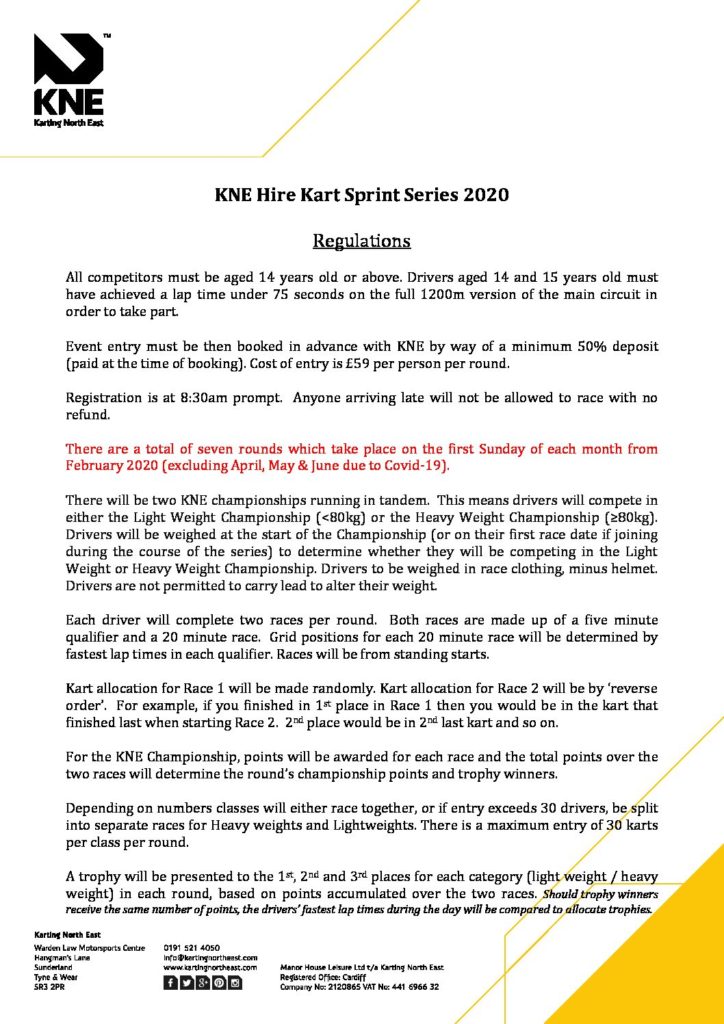 TM
KNE
Karting North East
KNE Hire Kart Sprint Series 2020
Regulations
All competitors must be aged 14 years old or above. Drivers aged 14 and 15 years old must
have achieved a lap time under 75 seconds on the full 1200m version of the main circuit in
order to take part.
Event entry must be then booked in advance with KNE by way of a minimum 50% deposit
(paid at the time of booking). Cost of entry is £59 per person per round.
Registration is at 8:30am prompt.  Anyone arriving late will not be allowed to race with no
refund.
There are a total of seven rounds which take place on the first Sunday of each month from
February 2020 (excluding April, May & June due to Covid-19).
There will be two KNE championships running in tandem.  This means drivers will compete in
either the Light Weight Championship (<80kg) or the Heavy Weight Championship (≥80kg).
Drivers will be weighed at the start of the Championship (or on their first race date if joining
during the course of the series) to determine whether they will be competing in the Light
Weight or Heavy Weight Championship. Drivers to be weighed in race clothing, minus helmet.
Drivers are not permitted to carry lead to alter their weight.
Each driver will complete two races per round.  Both races are made up of a five minute
qualifier and a 20 minute race.  Grid positions for each 20 minute race will be determined by
fastest lap times in each qualifier. Races will be from standing starts.
Kart allocation for Race 1 will be made randomly. Kart allocation for Race 2 will be by ‘reverse
order’.  For example, if you finished in 1st place in Race 1 then you would be in the kart that
finished last when starting Race 2.  2nd place would be in 2nd last kart and so on.
For the KNE Championship, points will be awarded for each race and the total points over the
two races will determine the round’s championship points and trophy winners.
Depending on numbers classes will either race together, or if entry exceeds 30 drivers, be split
into separate races for Heavy weights and Lightweights. There is a maximum entry of 30 karts
per class per round.
A trophy will be presented to the 1st, 2nd and 3rd places for each category (light weight / heavy
weight) in each round, based on points accumulated over the two races. Should trophy winners
receive the same number of points, the drivers’ fastest lap times during the day will be compared to allocate trophies.
Karting North East
Warden Law Motorsports Centre
Hangman's Lane
Sunderland
Tyne & Wear
SR3 2PR
0191 521 4050
info@kartingnortheast.com
www.kartingnortheast.com
Manor House Leisure Ltd t/a Karting North East
Registered Office: Cardiff
Company No: 2120865 VAT No: 441 6966 32